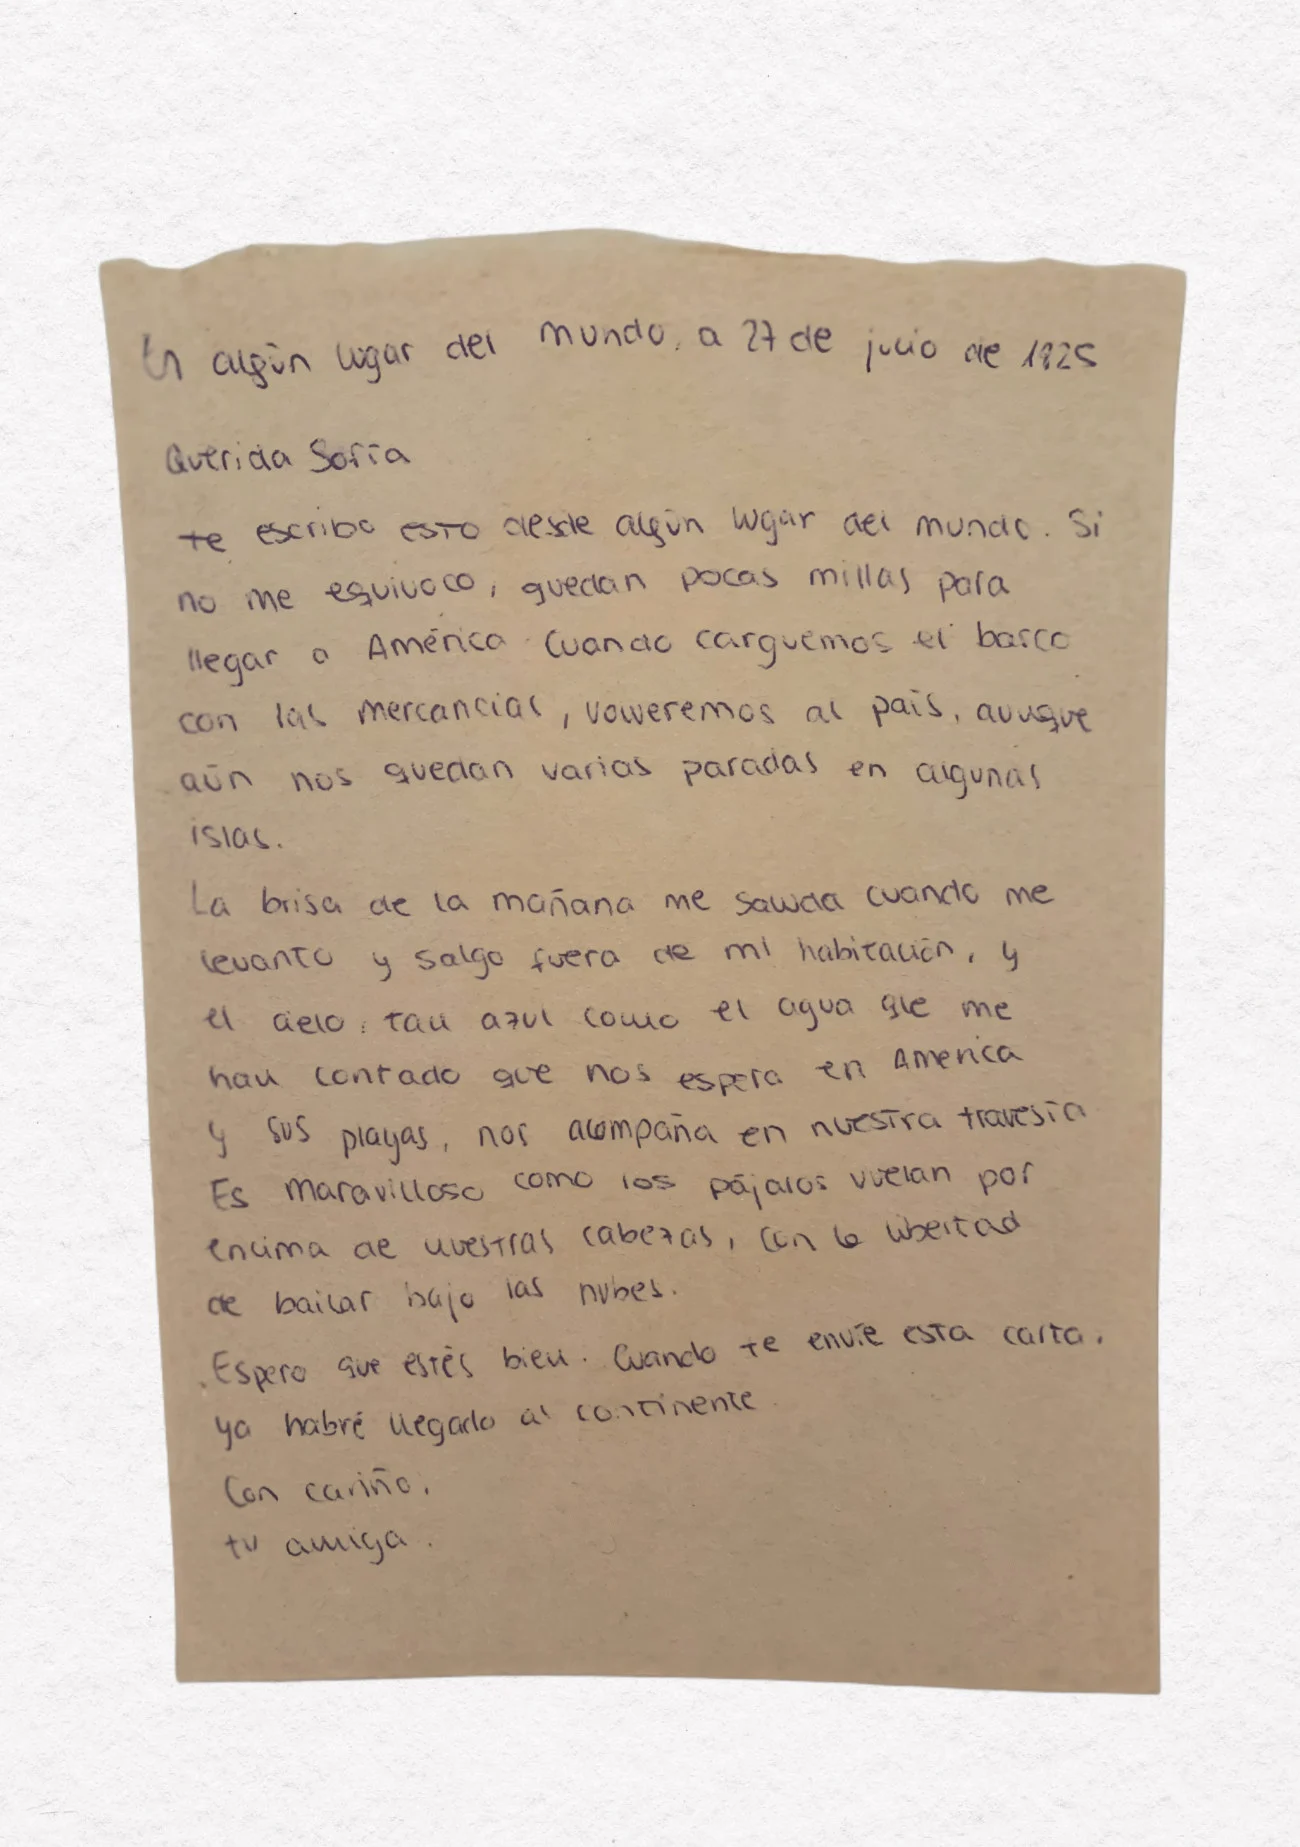 En algún lugar del mundo, a 27 de julio de 1825
Querida Sofía
te escribo esto desde algún lugar del mundo. Si
no me equivoco, quedan pocas millas para
llegar a América. Cuando carguemos el barco
con las mercancias, volveremos al país, aunque
aún nos quedan varias paradas en algunas
islas.
La brisa de la mañana me saluda cuando me
levanto y salgo fuera de mi habitación, y
el cielo, tan azul como el agua que me
han contado que nos espera en America
y sus playas, nos acompaña en nuestra travesía
Es maravilloso como los pájaros vuelan por
encima de nuestras cabezas, con la libertad
de bailar bajo las nubes.
Espero que estés bien. Cuando te envíe esta carta,
ya habré llegado al continente.
Con cariño,
tu amiga.